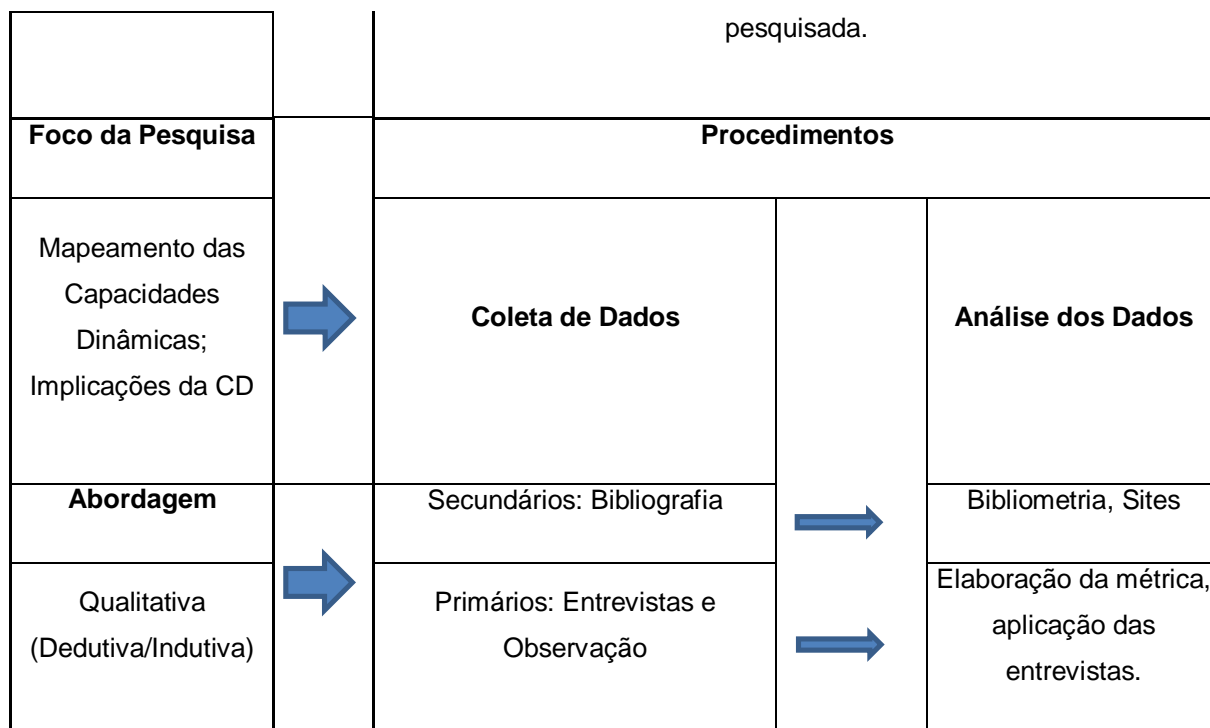 pesquisada.
Foco da Pesquisa
Procedimentos
Mapeamento das
Capacidades
Dinâmicas;
Implicações da CD
Coleta de Dados
Análise dos Dados
Abordagem
Secundários: Bibliografia
Bibliometria, Sites
Qualitativa
(Dedutiva/Indutiva)
Primários: Entrevistas e
Observação
Elaboração da métrica,
aplicação das
entrevistas.